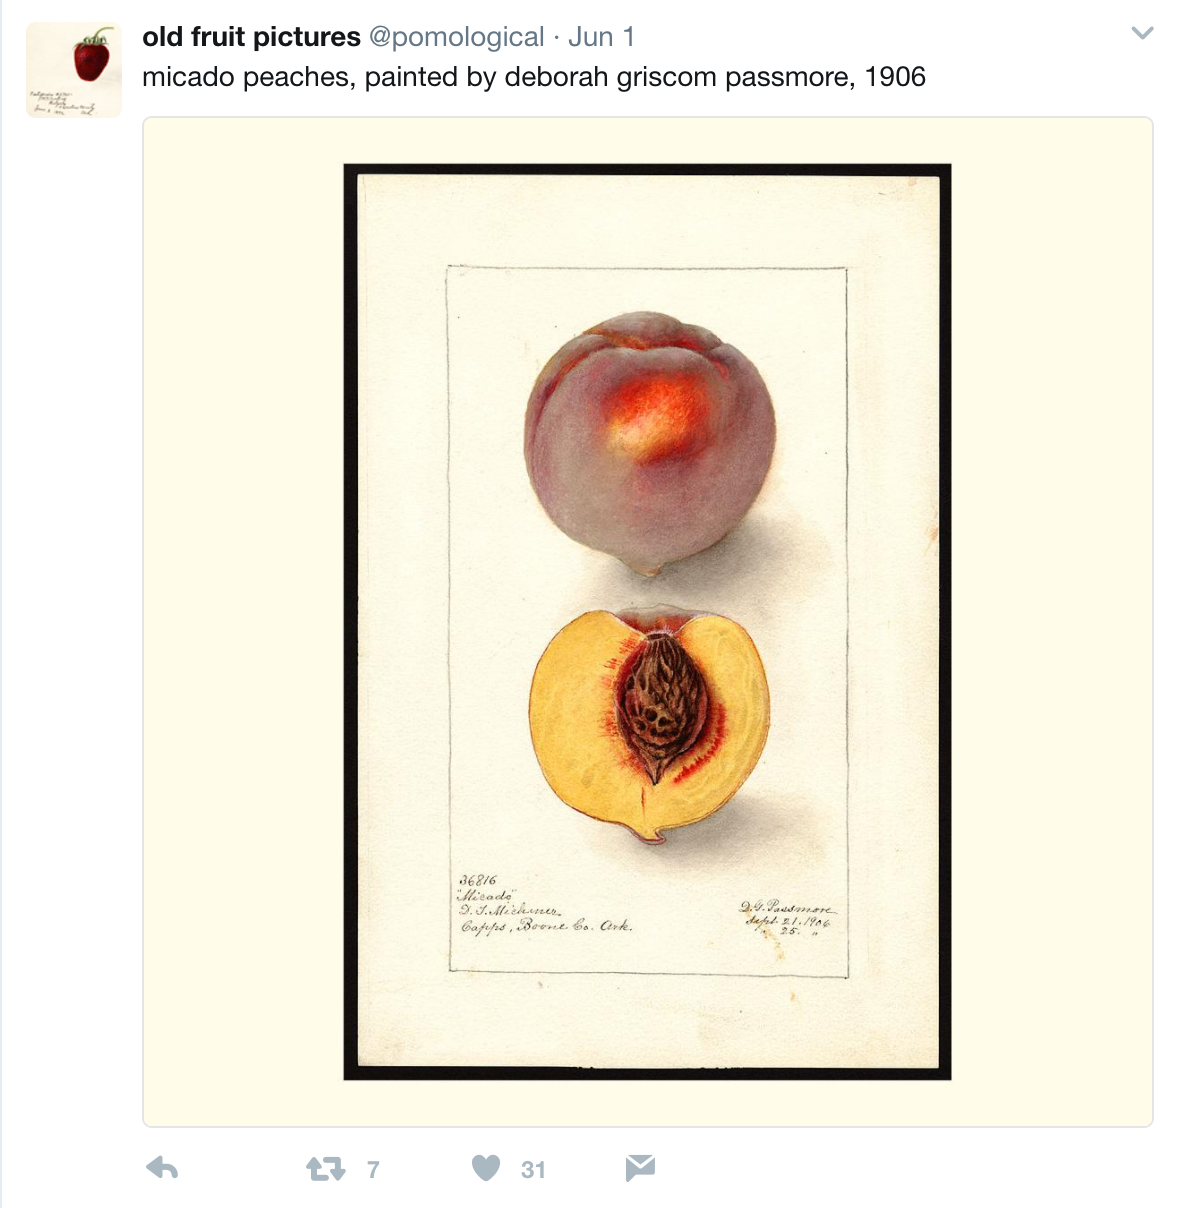 old fruit pictures @pomological · Jun 1
micado peaches, painted by deborah griscom passmore, 1906
36816
"Micado"
D. I. Michener
Capps, Boone Co. Ark.
D. G. Passmore
Sept. 21. 1906
25. "
7
31